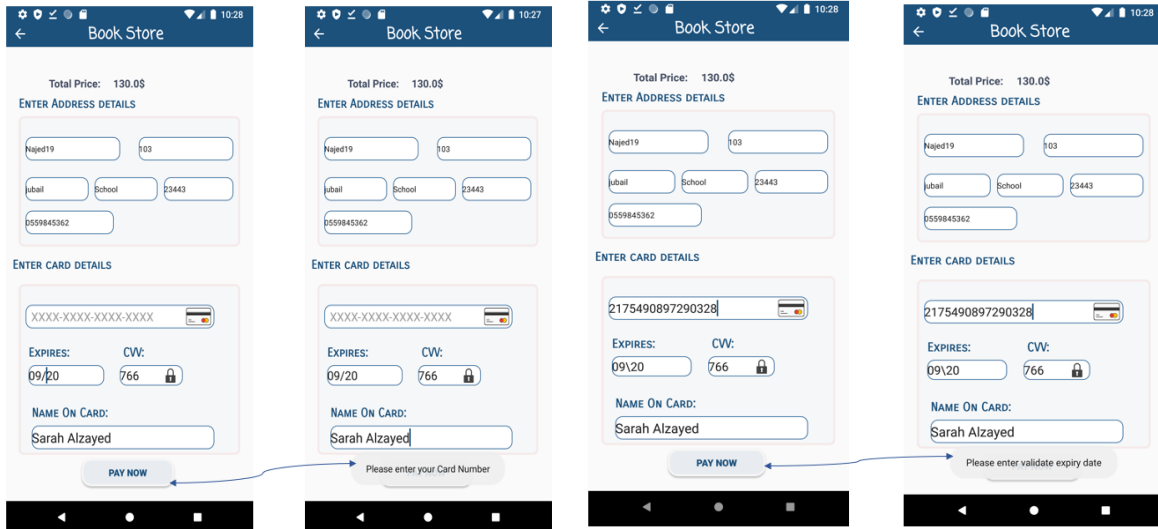 10:28
Book Store
Total Price: 130.0$
ENTER ADDRESS DETAILS
Najed19 103
jubail School 23443
0559845362
ENTER CARD DETAILS
XXXX-XXXX-XXXX-XXXX
EXPIRES: CVV:
09/20 766
NAME ON CARD:
Sarah Alzayed
PAY NOW
10:27
Book Store
Total Price: 130.0$
ENTER ADDRESS DETAILS
Najed19 103
jubail School 23443
0559845362
ENTER CARD DETAILS
XXXX-XXXX-XXXX-XXXX
EXPIRES: CVV:
09/20 766
NAME ON CARD:
Sarah Alzayed
Please enter your Card Number
10:28
Book Store
Total Price: 130.0$
ENTER ADDRESS DETAILS
Najed19 103
jubail School 23443
0559845362
ENTER CARD DETAILS
2175490897290328
EXPIRES: CVV:
09\20 766
NAME ON CARD:
Sarah Alzayed
PAY NOW
10:28
Book Store
Total Price: 130.0$
ENTER ADDRESS DETAILS
Najed19 103
jubail School 23443
0559845362
ENTER CARD DETAILS
2175490897290328
EXPIRES: CVV:
09\20 766
NAME ON CARD:
Sarah Alzayed
Please enter validate expiry date